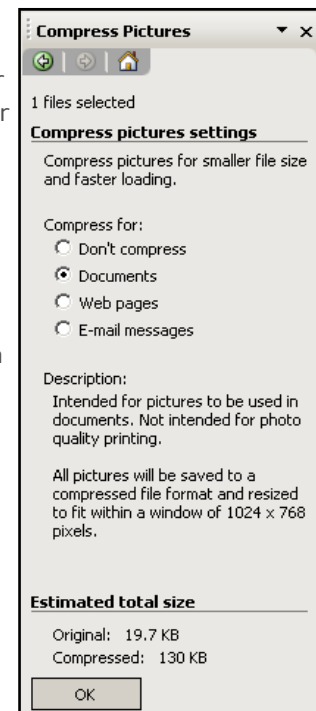 Compress Pictures
1 files selected
Compress pictures settings
Compress pictures for smaller file size
and faster loading.
Compress for:
Don't compress
Documents
Web pages
E-mail messages
Description:
Intended for pictures to be used in
documents. Not intended for photo
quality printing.
All pictures will be saved to a
compressed file format and resized
to fit within a window of 1024 x 768
pixels.
Estimated total size
Original: 19.7 KB
Compressed: 130 KB
OK